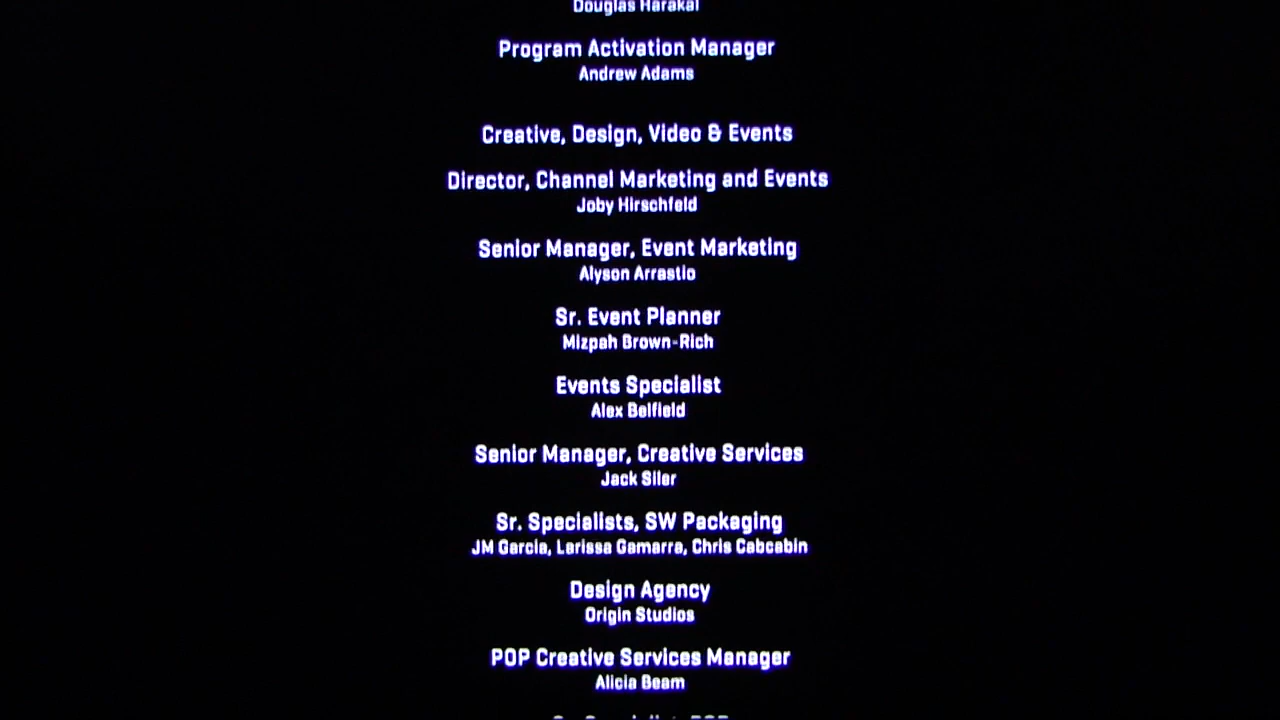 Douglas Harakal
Program Activation Manager
Andrew Adams
Creative, Design, Video & Events
Director, Channel Marketing and Events
Joby Hirschfeld
Senior Manager, Event Marketing
Alyson Arrastio
Sr. Event Planner
Mizpah Brown-Rich
Events Specialist
Alex Belfield
Senior Manager, Creative Services
Jack Siler
Sr. Specialists, SW Packaging
JM Garcia, Larissa Gamarra, Chris Cabcabin
Design Agency
Origin Studios
POP Creative Services Manager
Alicia Beam